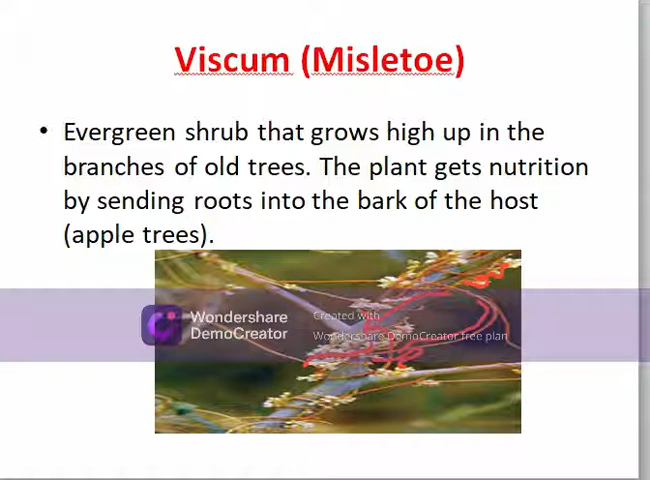 Viscum (Misletoe)
• Evergreen shrub that grows high up in the
branches of old trees. The plant gets nutrition
by sending roots into the bark of the host
(apple trees).
Wondershare
DemoCreator
Created with
Wondershare DemoCreator free plan